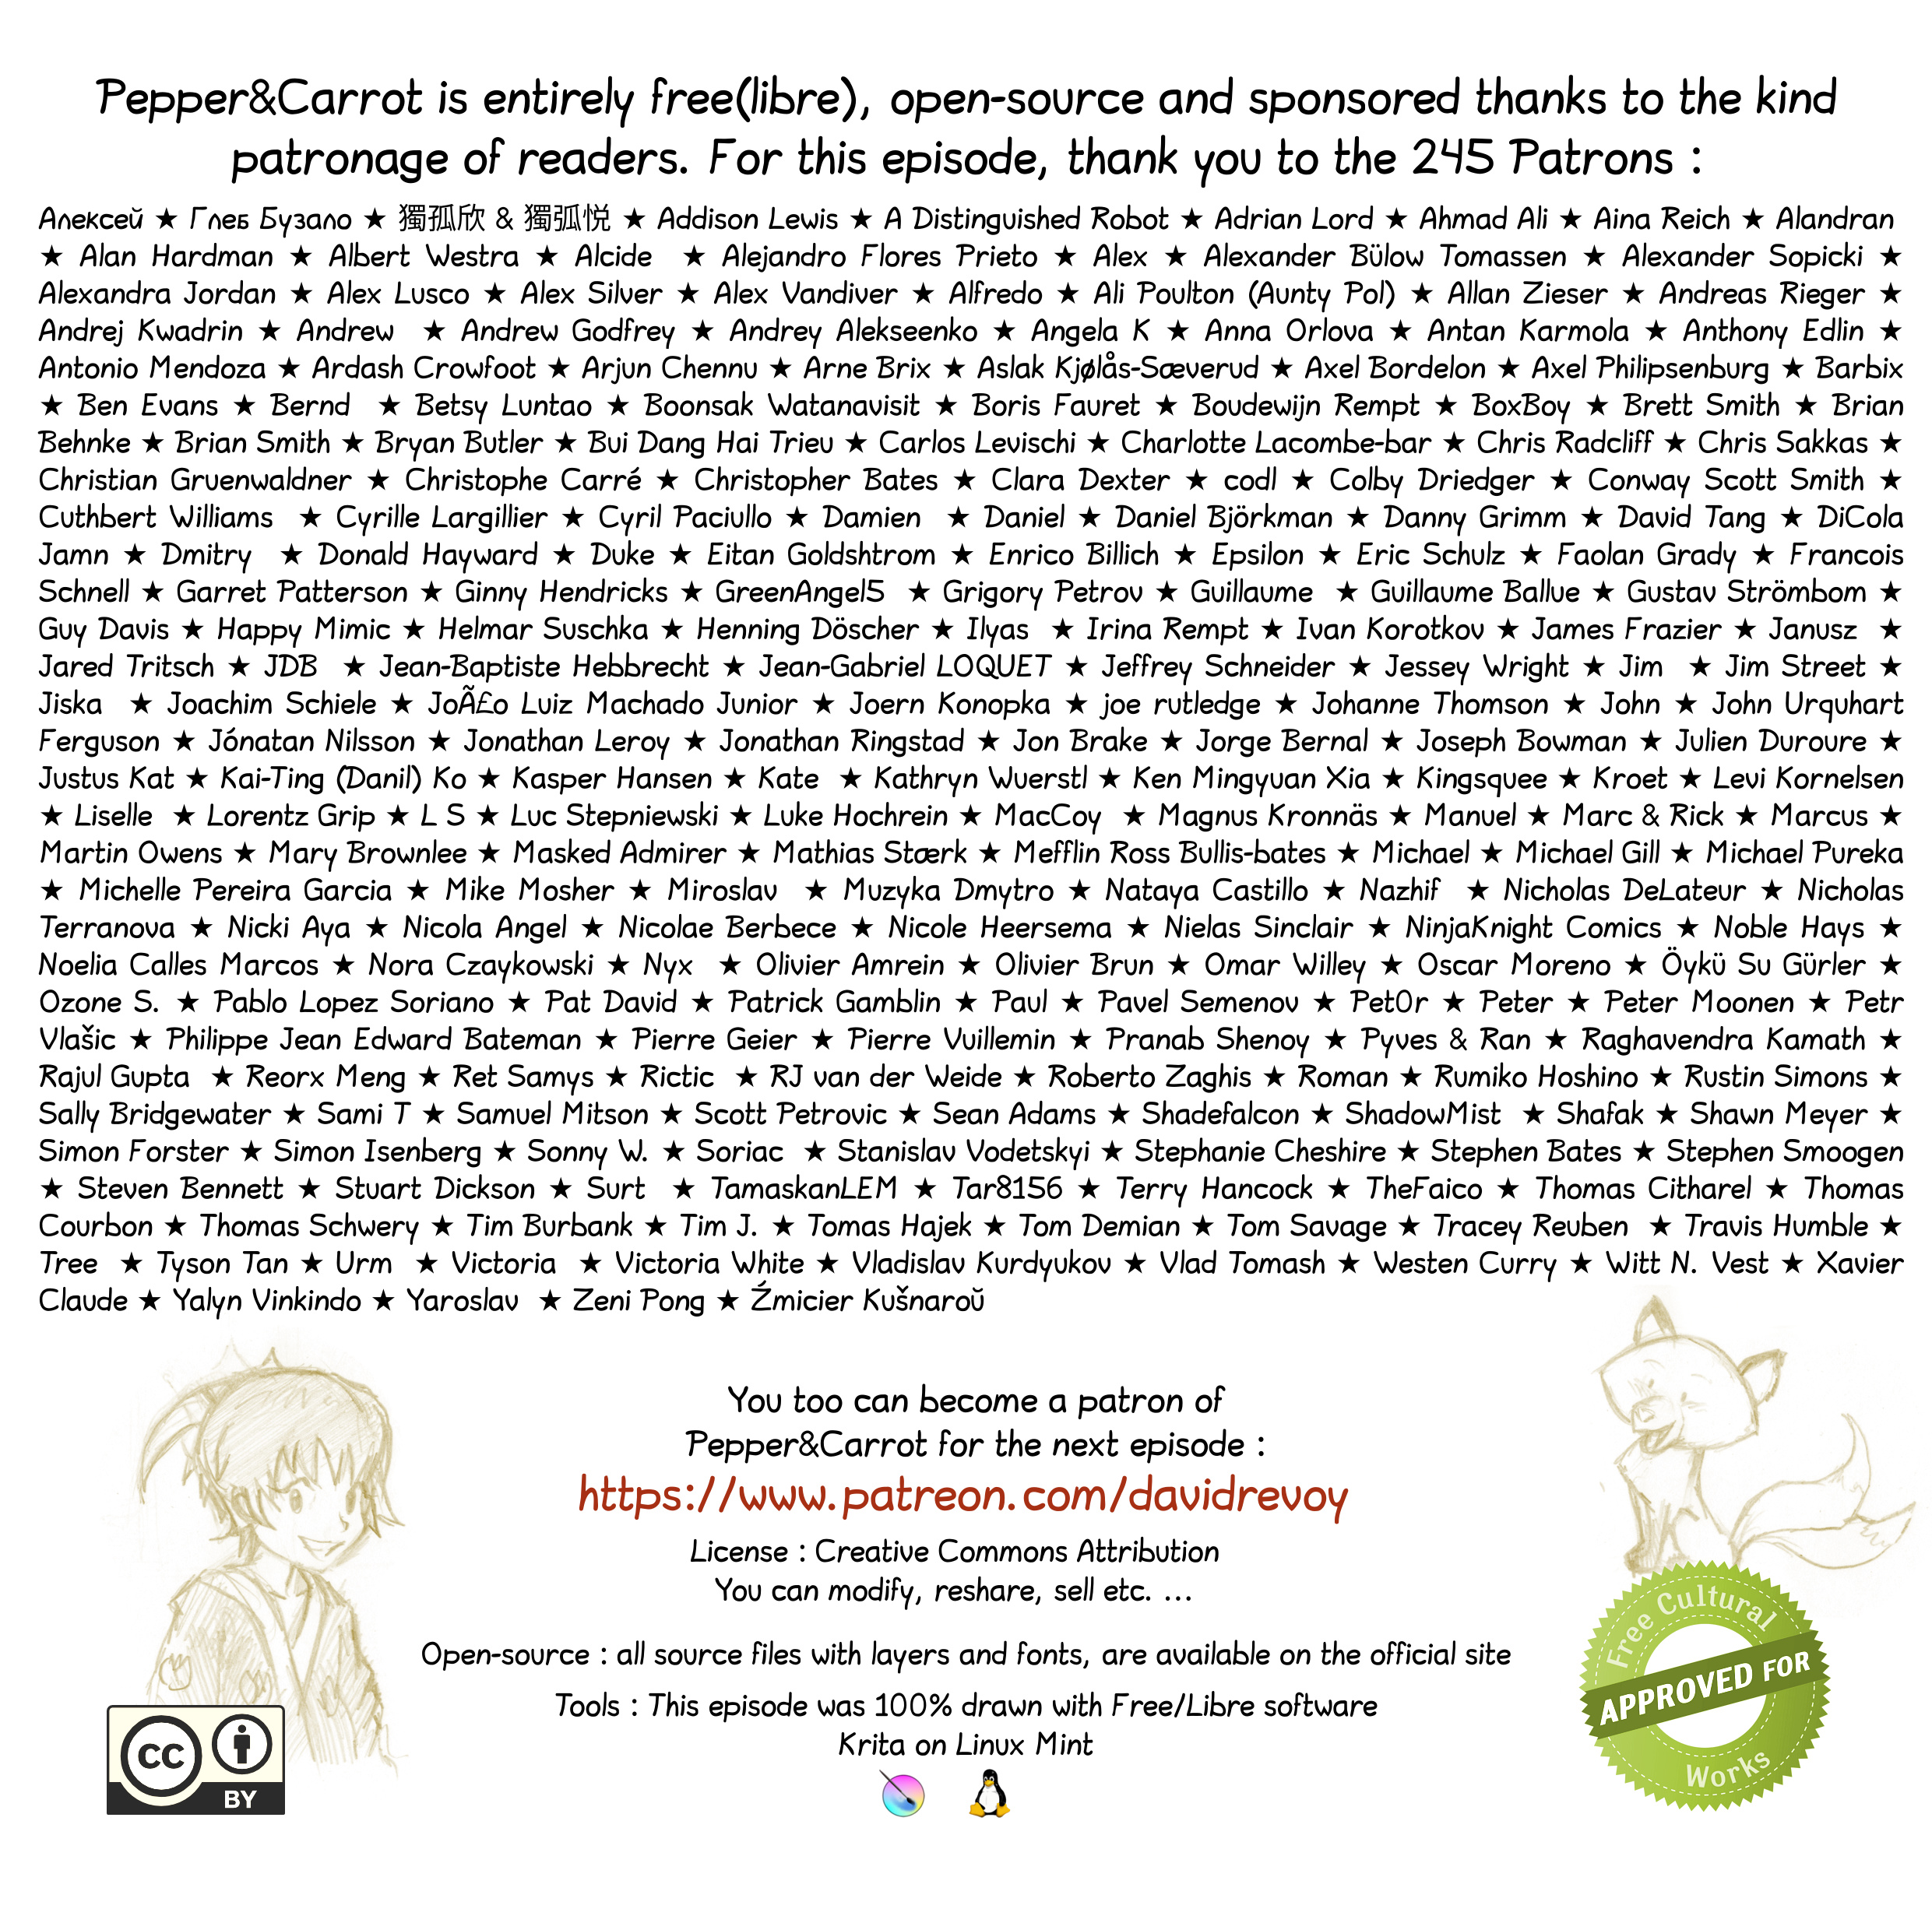 Pepper&Carrot is entirely free(libre), open-source and sponsored thanks to the kind
patronage of readers. For this episode, thank you to the 245 Patrons :
Алексей ★ Глеб Бузало ★ 獨孤欣 & 獨弧悦 ★ Addison Lewis ★ A Distinguished Robot ★ Adrian Lord ★ Ahmad Ali ★ Aina Reich ★ Alandran
★ Alan Hardman ★ Albert Westra ★ Alcide ★ Alejandro Flores Prieto ★ Alex ★ Alexander Bülow Tomassen ★ Alexander Sopicki ★
Alexandra Jordan ★ Alex Lusco ★ Alex Silver ★ Alex Vandiver ★ Alfredo ★ Ali Poulton (Aunty Pol) ★ Allan Zieser ★ Andreas Rieger ★
Andrej Kwadrin ★ Andrew ★ Andrew Godfrey ★ Andrey Alekseenko ★ Angela K ★ Anna Orlova ★ Antan Karmola ★ Anthony Edlin ★
Antonio Mendoza ★ Ardash Crowfoot ★ Arjun Chennu ★ Arne Brix ★ Aslak Kjølås-Sæverud ★ Axel Bordelon ★ Axel Philipsenburg ★ Barbix
★ Ben Evans ★ Bernd ★ Betsy Luntao ★ Boonsak Watanavisit ★ Boris Fauret ★ Boudewijn Rempt ★ BoxBoy ★ Brett Smith ★ Brian
Behnke ★ Brian Smith ★ Bryan Butler ★ Bui Dang Hai Trieu ★ Carlos Levischi ★ Charlotte Lacombe-bar ★ Chris Radcliff ★ Chris Sakkas ★
Christian Gruenwaldner ★ Christophe Carré ★ Christopher Bates ★ Clara Dexter ★ codl ★ Colby Driedger ★ Conway Scott Smith ★
Cuthbert Williams ★ Cyrille Largillier ★ Cyril Paciullo ★ Damien ★ Daniel ★ Daniel Björkman ★ Danny Grimm ★ David Tang ★ DiCola
Jamn ★ Dmitry ★ Donald Hayward ★ Duke ★ Eitan Goldshtrom ★ Enrico Billich ★ Epsilon ★ Eric Schulz ★ Faolan Grady ★ Francois
Schnell ★ Garret Patterson ★ Ginny Hendricks ★ GreenAngel5 ★ Grigory Petrov ★ Guillaume ★ Guillaume Ballue ★ Gustav Strömbom ★
Guy Davis ★ Happy Mimic ★ Helmar Suschka ★ Henning Döscher ★ Ilyas ★ Irina Rempt ★ Ivan Korotkov ★ James Frazier ★ Janusz ★
Jared Tritsch ★ JDB ★ Jean-Baptiste Hebbrecht ★ Jean-Gabriel LOQUET ★ Jeffrey Schneider ★ Jessey Wright ★ Jim ★ Jim Street ★
Jiska ★ Joachim Schiele ★ JoÃ£o Luiz Machado Junior ★ Joern Konopka ★ joe rutledge ★ Johanne Thomson ★ John ★ John Urquhart
Ferguson ★ Jónatan Nilsson ★ Jonathan Leroy ★ Jonathan Ringstad ★ Jon Brake ★ Jorge Bernal ★ Joseph Bowman ★ Julien Duroure ★
Justus Kat ★ Kai-Ting (Danil) Ko ★ Kasper Hansen ★ Kate ★ Kathryn Wuerstl ★ Ken Mingyuan Xia ★ Kingsquee ★ Kroet ★ Levi Kornelsen
★ Liselle ★ Lorentz Grip ★ L S ★ Luc Stepniewski ★ Luke Hochrein ★ MacCoy ★ Magnus Kronnäs ★ Manuel ★ Marc & Rick ★ Marcus ★
Martin Owens ★ Mary Brownlee ★ Masked Admirer ★ Mathias Stærk ★ Mefflin Ross Bullis-bates ★ Michael ★ Michael Gill ★ Michael Pureka
★ Michelle Pereira Garcia ★ Mike Mosher ★ Miroslav ★ Muzyka Dmytro ★ Nataya Castillo ★ Nazhif ★ Nicholas DeLateur ★ Nicholas
Terranova ★ Nicki Aya ★ Nicola Angel ★ Nicolae Berbece ★ Nicole Heersema ★ Nielas Sinclair ★ NinjaKnight Comics ★ Noble Hays ★
Noelia Calles Marcos ★ Nora Czaykowski ★ Nyx ★ Olivier Amrein ★ Olivier Brun ★ Omar Willey ★ Oscar Moreno ★ Öykü Su Gürler ★
Ozone S. ★ Pablo Lopez Soriano ★ Pat David ★ Patrick Gamblin ★ Paul ★ Pavel Semenov ★ Pet0r ★ Peter ★ Peter Moonen ★ Petr
Vlašic ★ Philippe Jean Edward Bateman ★ Pierre Geier ★ Pierre Vuillemin ★ Pranab Shenoy ★ Pyves & Ran ★ Raghavendra Kamath ★
Rajul Gupta ★ Reorx Meng ★ Ret Samys ★ Rictic ★ RJ van der Weide ★ Roberto Zaghis ★ Roman ★ Rumiko Hoshino ★ Rustin Simons ★
Sally Bridgewater ★ Sami T ★ Samuel Mitson ★ Scott Petrovic ★ Sean Adams ★ Shadefalcon ★ ShadowMist ★ Shafak ★ Shawn Meyer ★
Simon Forster ★ Simon Isenberg ★ Sonny W. ★ Soriac ★ Stanislav Vodetskyi ★ Stephanie Cheshire ★ Stephen Bates ★ Stephen Smoogen
★ Steven Bennett ★ Stuart Dickson ★ Surt ★ TamaskanLEM ★ Tar8156 ★ Terry Hancock ★ TheFaico ★ Thomas Citharel ★ Thomas
Courbon ★ Thomas Schwery ★ Tim Burbank ★ Tim J. ★ Tomas Hajek ★ Tom Demian ★ Tom Savage ★ Tracey Reuben ★ Travis Humble ★
Tree ★ Tyson Tan ★ Urm ★ Victoria ★ Victoria White ★ Vladislav Kurdyukov ★ Vlad Tomash ★ Westen Curry ★ Witt N. Vest ★ Xavier
Claude ★ Yalyn Vinkindo ★ Yaroslav ★ Zeni Pong ★ Źmicier Kušnaroŭ
You too can become a patron of
Pepper&Carrot for the next episode :
https://www.patreon.com/davidrevoy
License : Creative Commons Attribution
You can modify, reshare, sell etc. ...
Open-source : all source files with layers and fonts, are available on the official site
Tools : This episode was 100% drawn with Free/Libre software
Krita on Linux Mint
CC
BY
Free Cultural
APPROVED FOR
Works